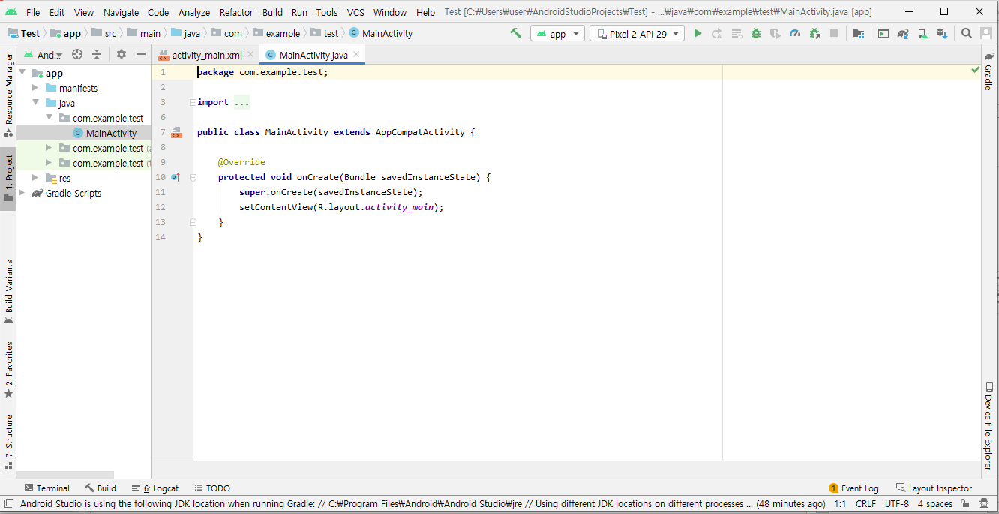 File Edit View Navigate Code Analyze Refactor Build Run Tools VCS Window Help Test [C:₩Users₩user₩AndroidStudioProjects₩Test] - ...₩java₩com₩example₩test₩MainActivity.java [app]
Test app src main java com example test MainActivity app Pixel 2 API 29
And... activity_main.xml MainActivity.java
Resource Manager
1: Project
Build Variants
2: Favorites
7: Structure
app
manifests
java
com.example.test
MainActivity
com.example.test (
com.example.test (
res
Gradle Scripts
1 package com.example.test;
2
3 import ...
6
7 public class MainActivity extends AppCompatActivity {
8
9 @Override
10 protected void onCreate(Bundle savedInstanceState) {
11 super.onCreate(savedInstanceState);
12 setContentView(R.layout.activity_main);
13 }
14 }
Gradle
Device File Explorer
Terminal Build 6: Logcat TODO 1 Event Log Layout Inspector
Android Studio is using the following JDK location when running Gradle: // C:₩Program Files₩Android₩Android Studio₩jre // Using different JDK locations on different processes ... (48 minutes ago) 1:1 CRLF UTF-8 4 spaces